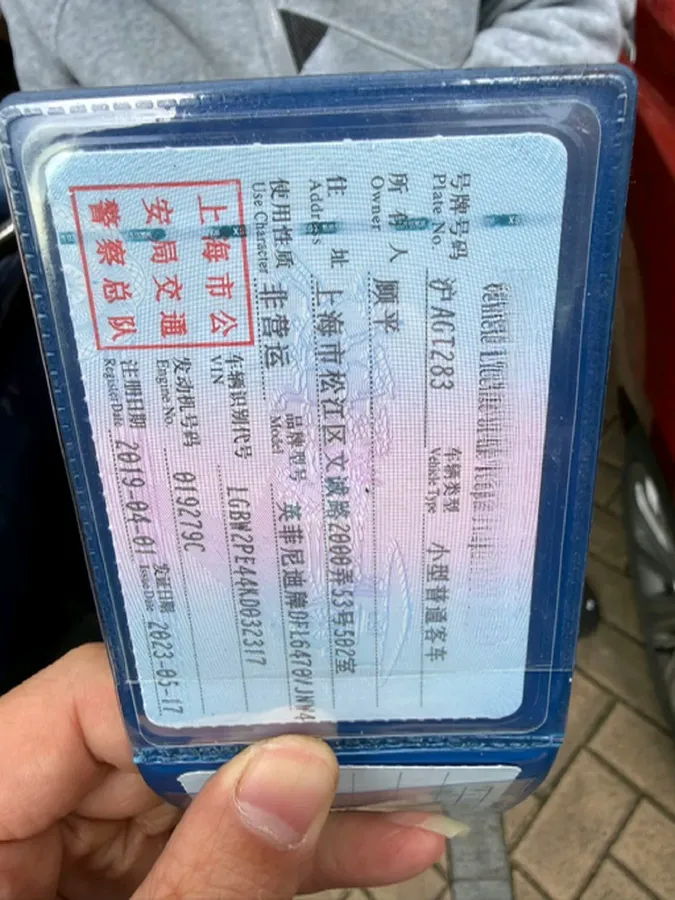 号牌号码 沪AGT283 车辆类型 小型普通客车
Plate No. Vehicle Type
所有人 顾平
Owner
住址 上海市松江区文诚路2000弄53号502室
Address
使用性质 非营运 品牌型号 英菲尼迪牌DFL6470VJNW4
Use Character Model
上海市公
安局交通
警察总队
车辆识别代号 LGBW2PE44KD032317
VIN
发动机号码 019279C
Engine No.
注册日期 2019-04-01 发证日期 2023-05-17
Register Date Issue Date